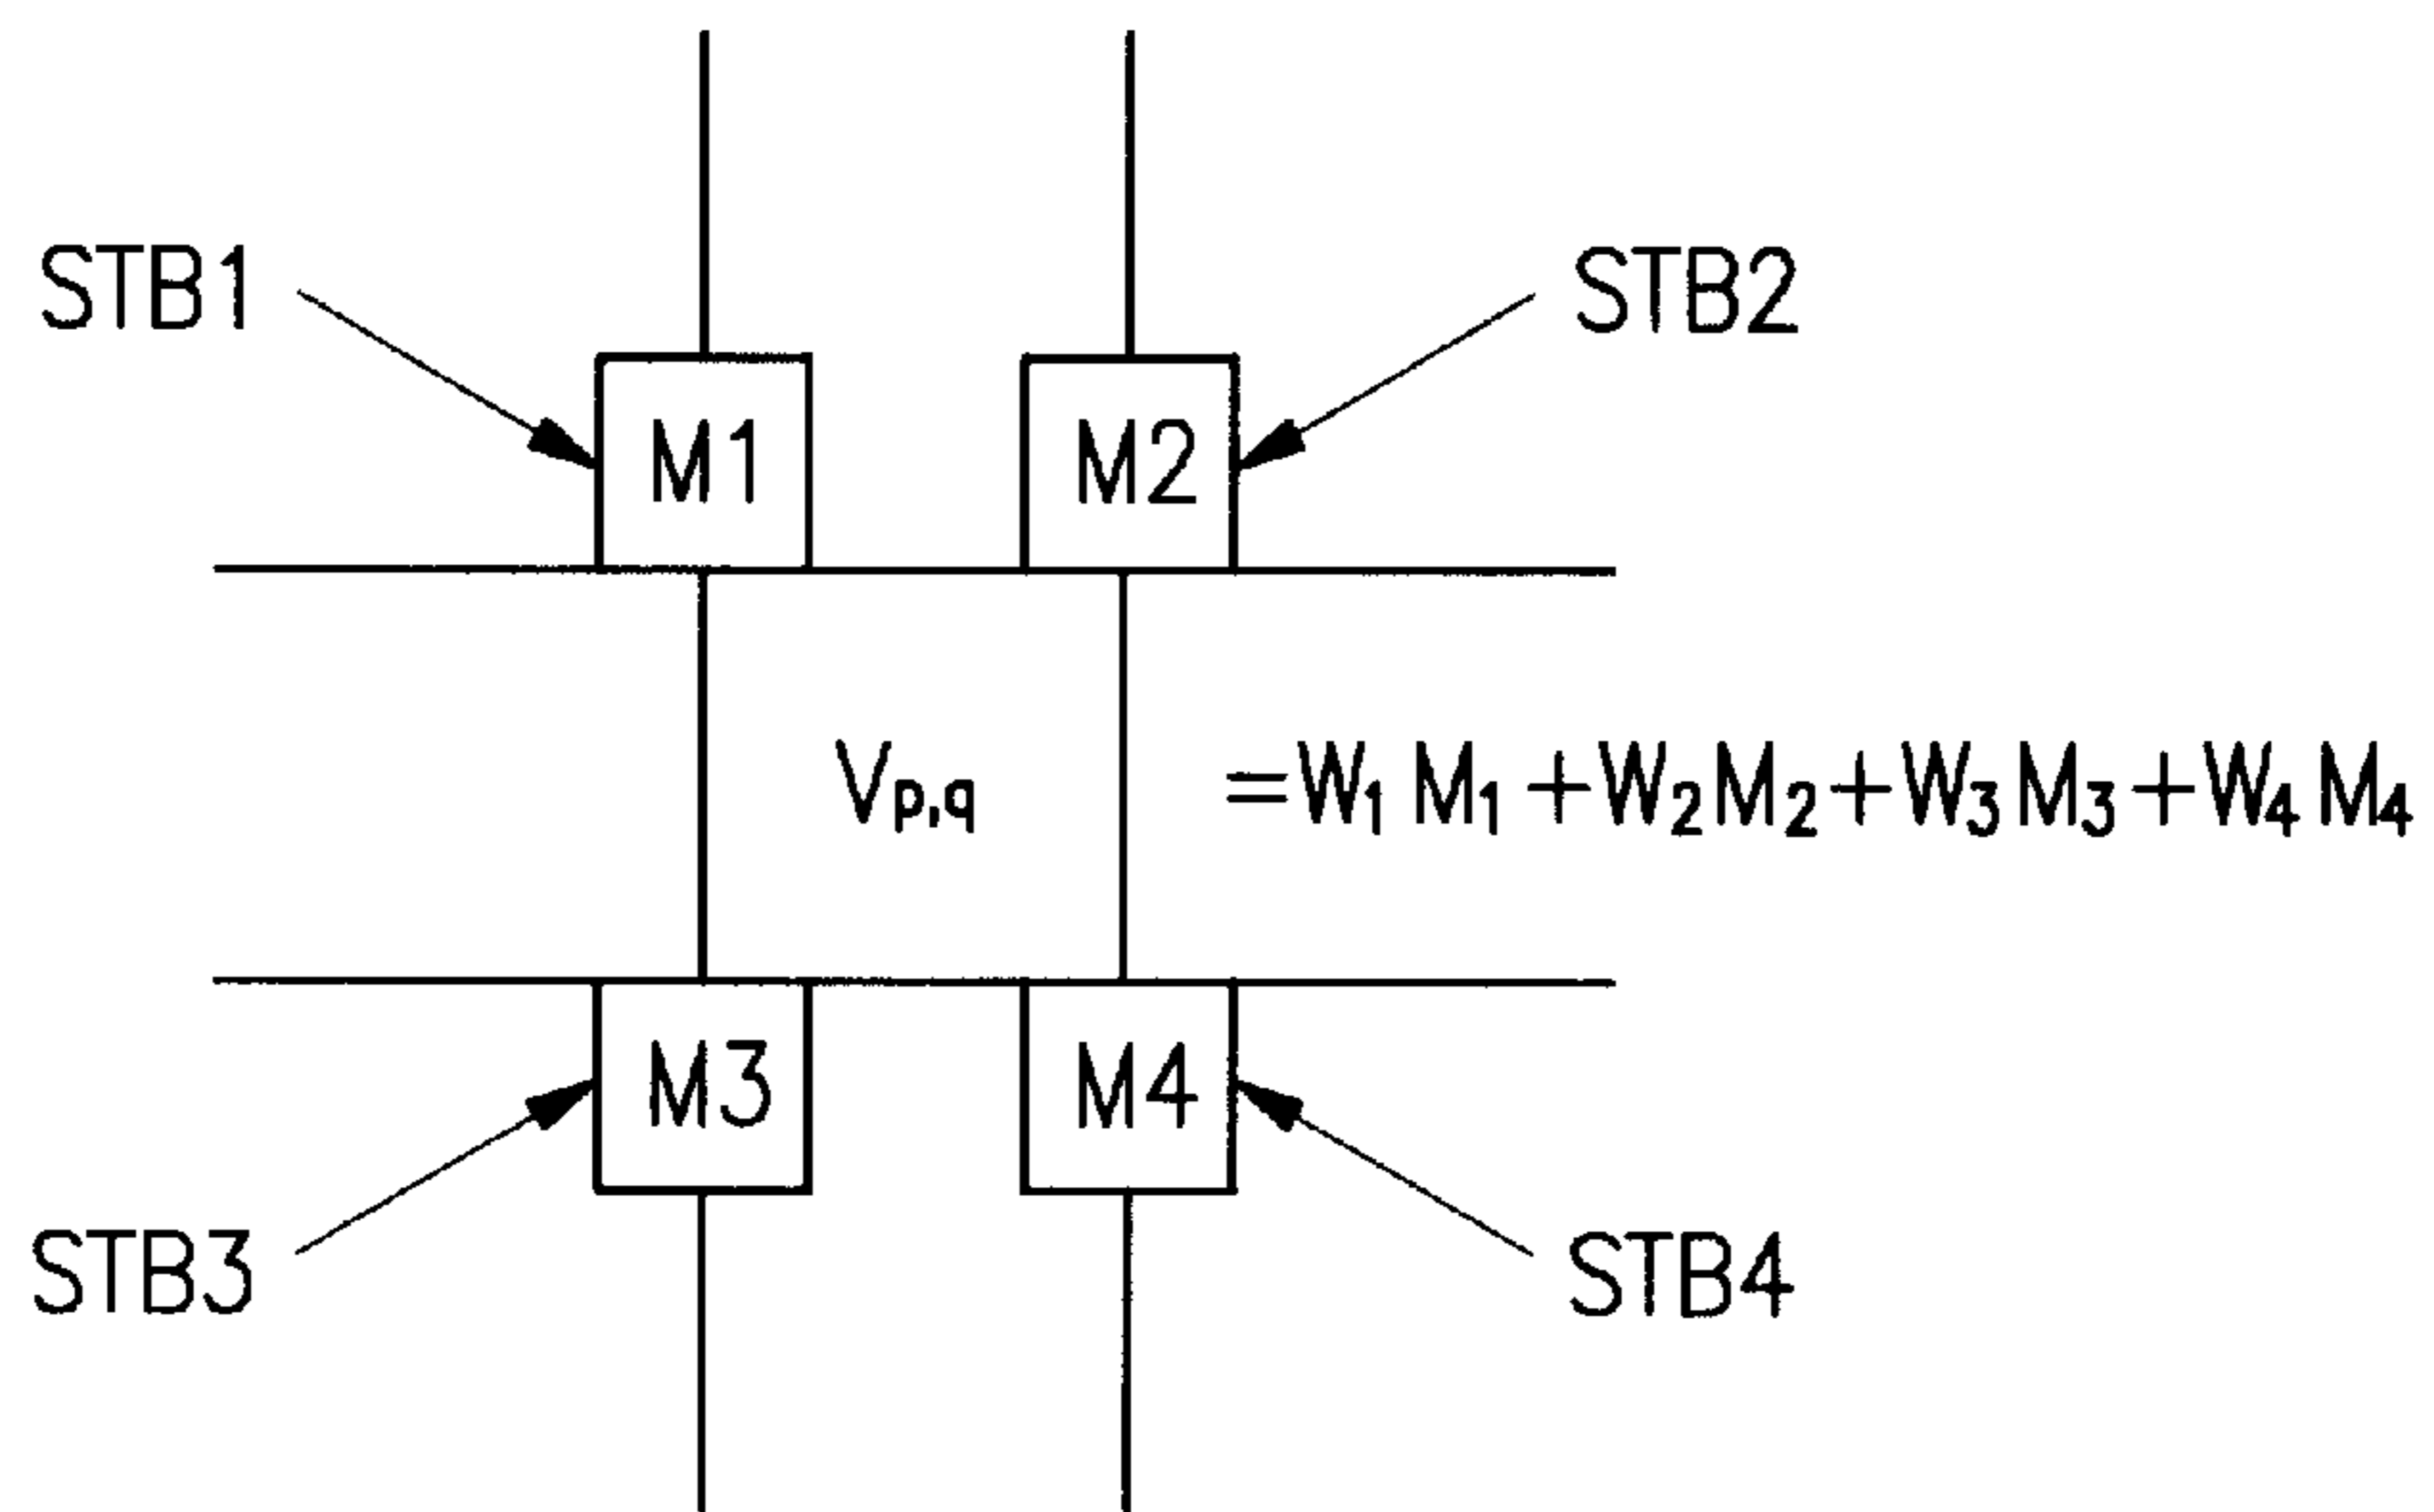 STB1 STB2
M1 M2
Vp,q =W1 M1 +W2 M2 +W3 M3 +W4 M4
M3 M4
STB3 STB4